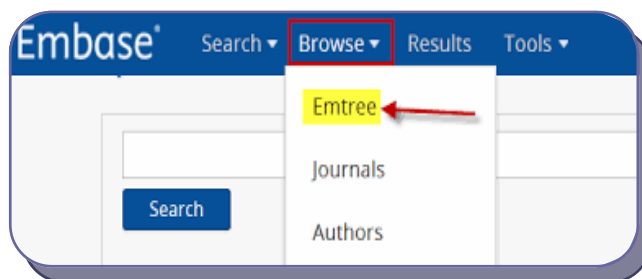 Embase® Search ▾ Browse ▾ Results Tools ▾
Emtree
Journals
Search
Authors